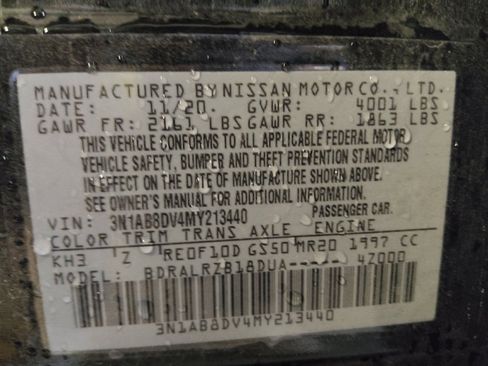 MANUFACTURED BY NISSAN MOTOR CO., LTD.
DATE: 11/20. GVWR: 4001 LBS
GAWR FR: 2161 LBS GAWR RR: 1863 LBS
THIS VEHICLE CONFORMS TO ALL APPLICABLE FEDERAL MOTOR
VEHICLE SAFETY, BUMPER AND THEFT PREVENTION STANDARDS
IN EFFECT ON THE DATE OF MANUFACTURE SHOWN ABOVE.
SEE OWNER'S MANUAL FOR ADDITIONAL INFORMATION.
VIN: 3N1AB8DV4MY213440 PASSENGER CAR.
COLOR TRIM TRANS AXLE ENGINE
KH3 Z RE0F10D GS50 MR20 1997 CC
MODEL: BDRALRZB18DUA----- 4Z000
3N1AB8DV4MY213440